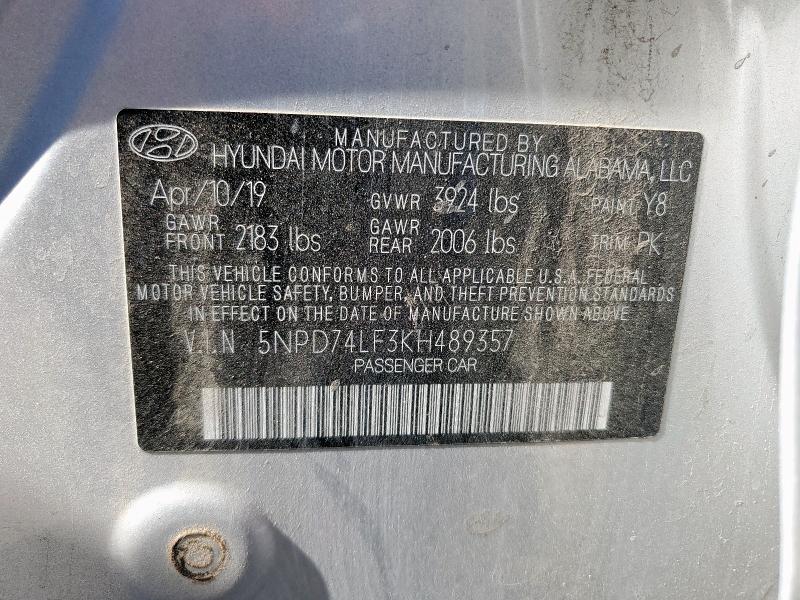 MANUFACTURED BY
HYUNDAI MOTOR MANUFACTURING ALABAMA, LLC
Apr/10/19 GVWR 3924 lbs PAINT Y8
GAWR FRONT 2183 lbs GAWR REAR 2006 lbs TRIM PK
THIS VEHICLE CONFORMS TO ALL APPLICABLE U.S.A. FEDERAL
MOTOR VEHICLE SAFETY, BUMPER, AND THEFT PREVENTION STANDARDS
IN EFFECT ON THE DATE OF MANUFACTURE SHOWN ABOVE.
V.I.N 5NPD74LF3KH489357
PASSENGER CAR